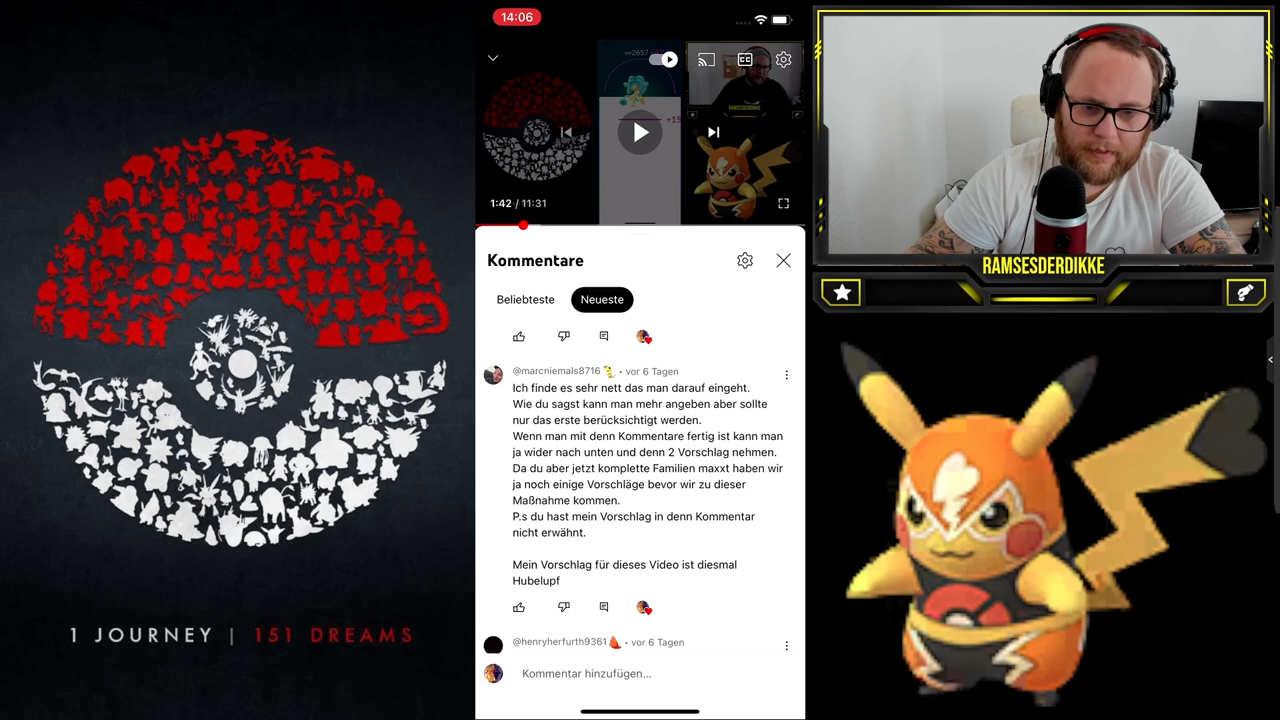 1 JOURNEY | 151 DREAMS
14:06
CC
1:42 / 11:31
Kommentare
Beliebteste
Neueste
@marcniemals8716 • vor 6 Tagen
Ich finde es sehr nett das man darauf eingeht.
Wie du sagst kann man mehr angeben aber sollte
nur das erste berücksichtigt werden.
Wenn man mit denn Kommentare fertig ist kann man
ja wider nach unten und denn 2 Vorschlag nehmen.
Da du aber jetzt komplette Familien maxxt haben wir
ja noch einige Vorschläge bevor wir zu dieser
Maßnahme kommen.
P.s du hast mein Vorschlag in denn Kommentar
nicht erwähnt.
Mein Vorschlag für dieses Video ist diesmal
Hubelupf
@henryherfurth9361 • vor 6 Tagen
Kommentar hinzufügen...
RAMSESDERDIKKE